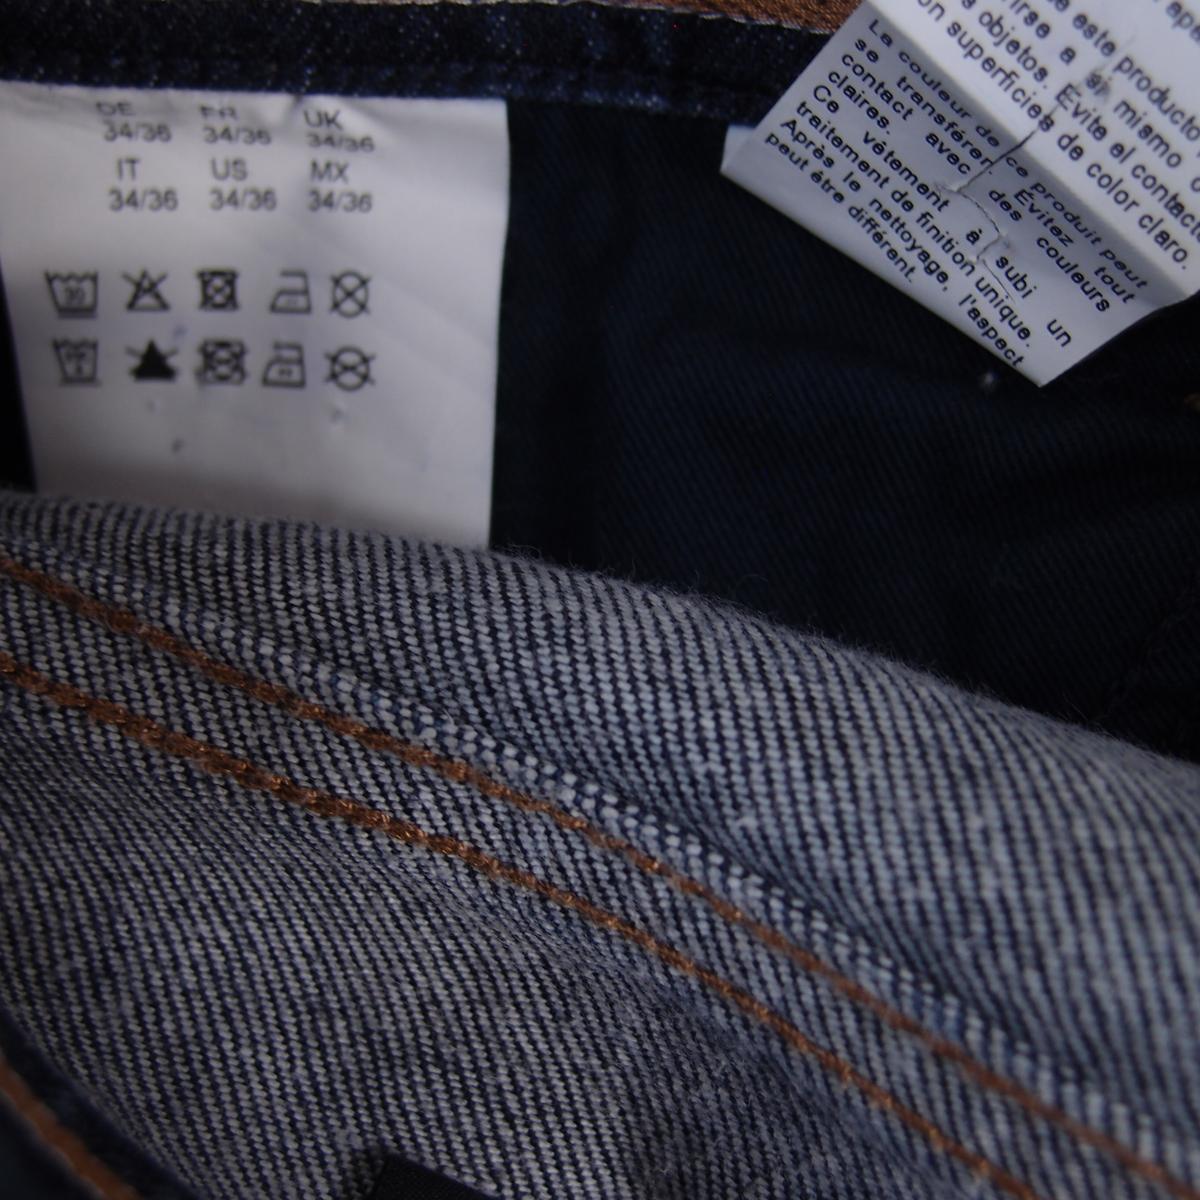 DE FR UK
34/36 34/36 34/36
IT US MX
34/36 34/36 34/36
30
La couleur de ce produit peut
se transférer. Évitez tout
contact avec des couleurs
claires.
Ce vêtement à subi un
traitement de finition unique.
Après le nettoyage, l'aspect
peut être différent.
este producto
a si mismo
objetos. Evite el contacto
superficies de color claro.